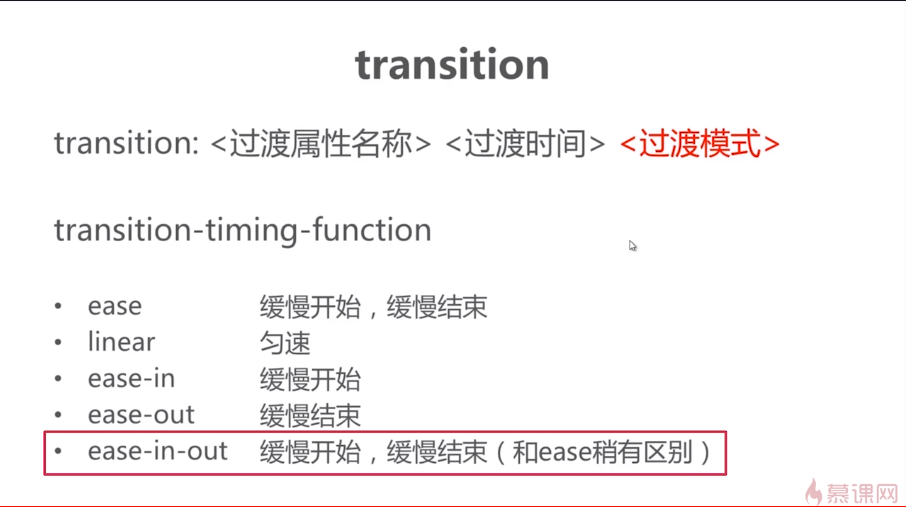 transition
transition: <过渡属性名称> <过渡时间> <过渡模式>
transition-timing-function
• ease 缓慢开始，缓慢结束
• linear 匀速
• ease-in 缓慢开始
• ease-out 缓慢结束
• ease-in-out 缓慢开始，缓慢结束（和ease稍有区别）
慕课网